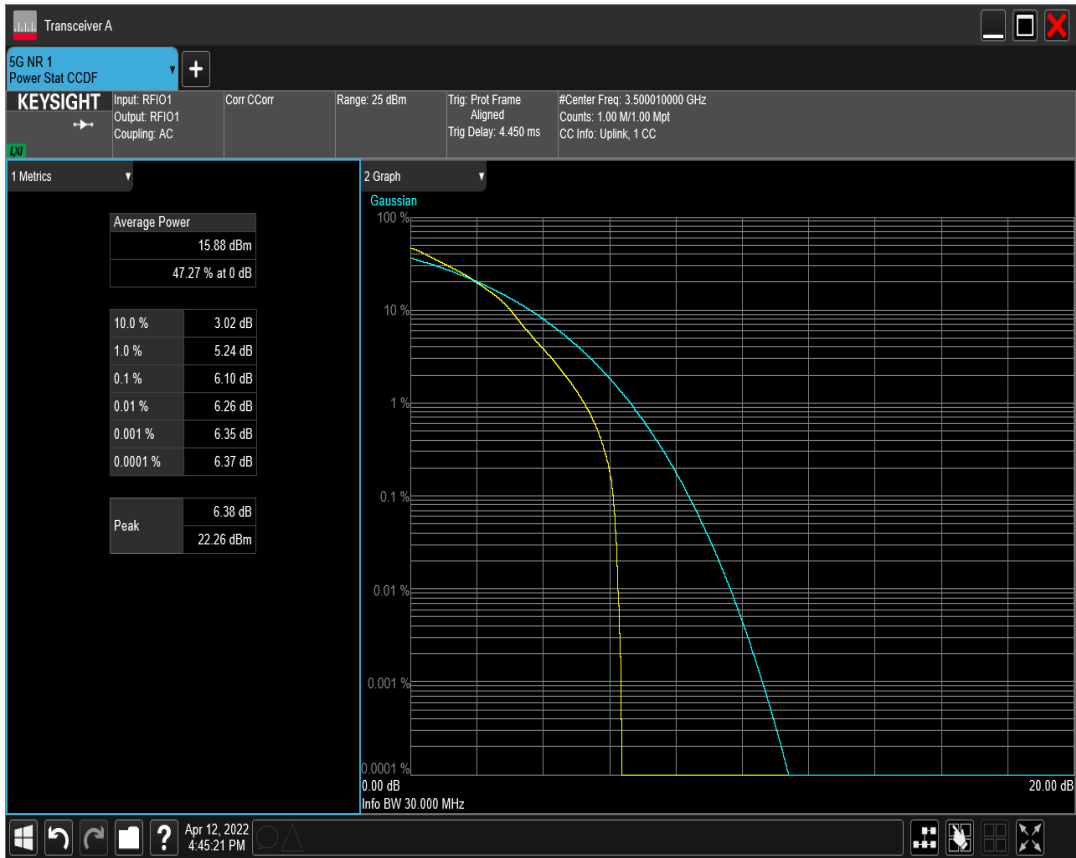 Transceiver A
5G NR 1
Power Stat CCDF
+
KEYSIGHT
LXI
Input: RFIO1
Output: RFIO1
Coupling: AC
Corr CCorr
Range: 25 dBm
Trig: Prot Frame
Aligned
Trig Delay: 4.450 ms
#Center Freq: 3.500010000 GHz
Counts: 1.00 M/1.00 Mpt
CC Info: Uplink, 1 CC
1 Metrics
Average Power
15.88 dBm
47.27 % at 0 dB
10.0 % 3.02 dB
1.0 % 5.24 dB
0.1 % 6.10 dB
0.01 % 6.26 dB
0.001 % 6.35 dB
0.0001 % 6.37 dB
Peak 6.38 dB
22.26 dBm
2 Graph
Gaussian
100 %
10 %
1 %
0.1 %
0.01 %
0.001 %
0.0001 %
0.00 dB 20.00 dB
Info BW 30.000 MHz
?
Apr 12, 2022
4:45:21 PM